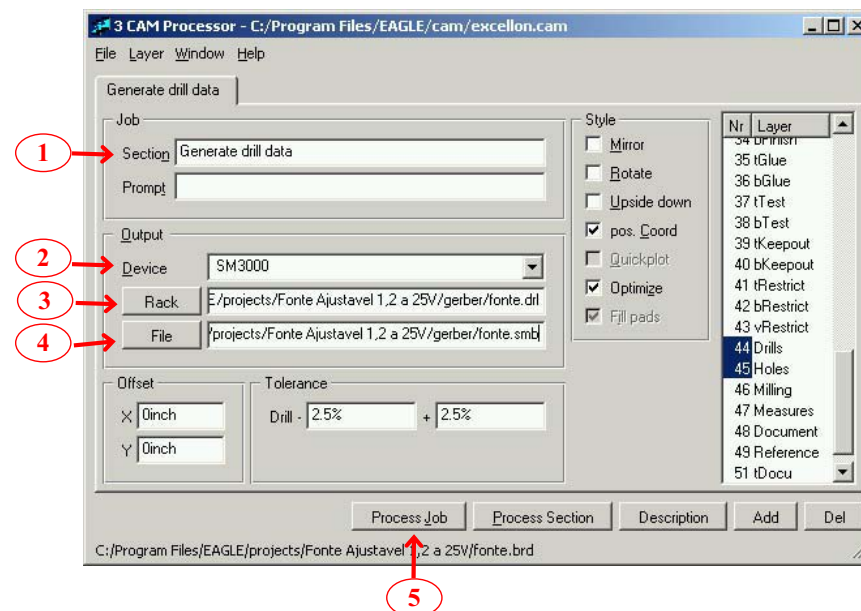 3 CAM Processor - C:/Program Files/EAGLE/cam/excellon.cam
File Layer Window Help
Generate drill data
Job
1
Section Generate drill data
Prompt
Output
2
Device SM3000
3
Rack E/projects/Fonte Ajustavel 1,2 a 25V//gerber/fonte.drl
4
File /projects/Fonte Ajustavel 1,2 a 25V//gerber/fonte.smb
Offset
X 0inch
Y 0inch
Tolerance
Drill - 2.5% + 2.5%
Style
Mirror
Rotate
Upside down
pos. Coord
Quickplot
Optimize
Fill pads
Nr Layer
34 bFinish
35 tGlue
36 bGlue
37 tTest
38 bTest
39 tKeepout
40 bKeepout
41 tRestrict
42 bRestrict
43 vRestrict
44 Drills
45 Holes
46 Milling
47 Measures
48 Document
49 Reference
51 tDocu
Process Job Process Section Description Add Del
C:/Program Files/EAGLE/projects/Fonte Ajustavel 1,2 a 25V/fonte.brd
5